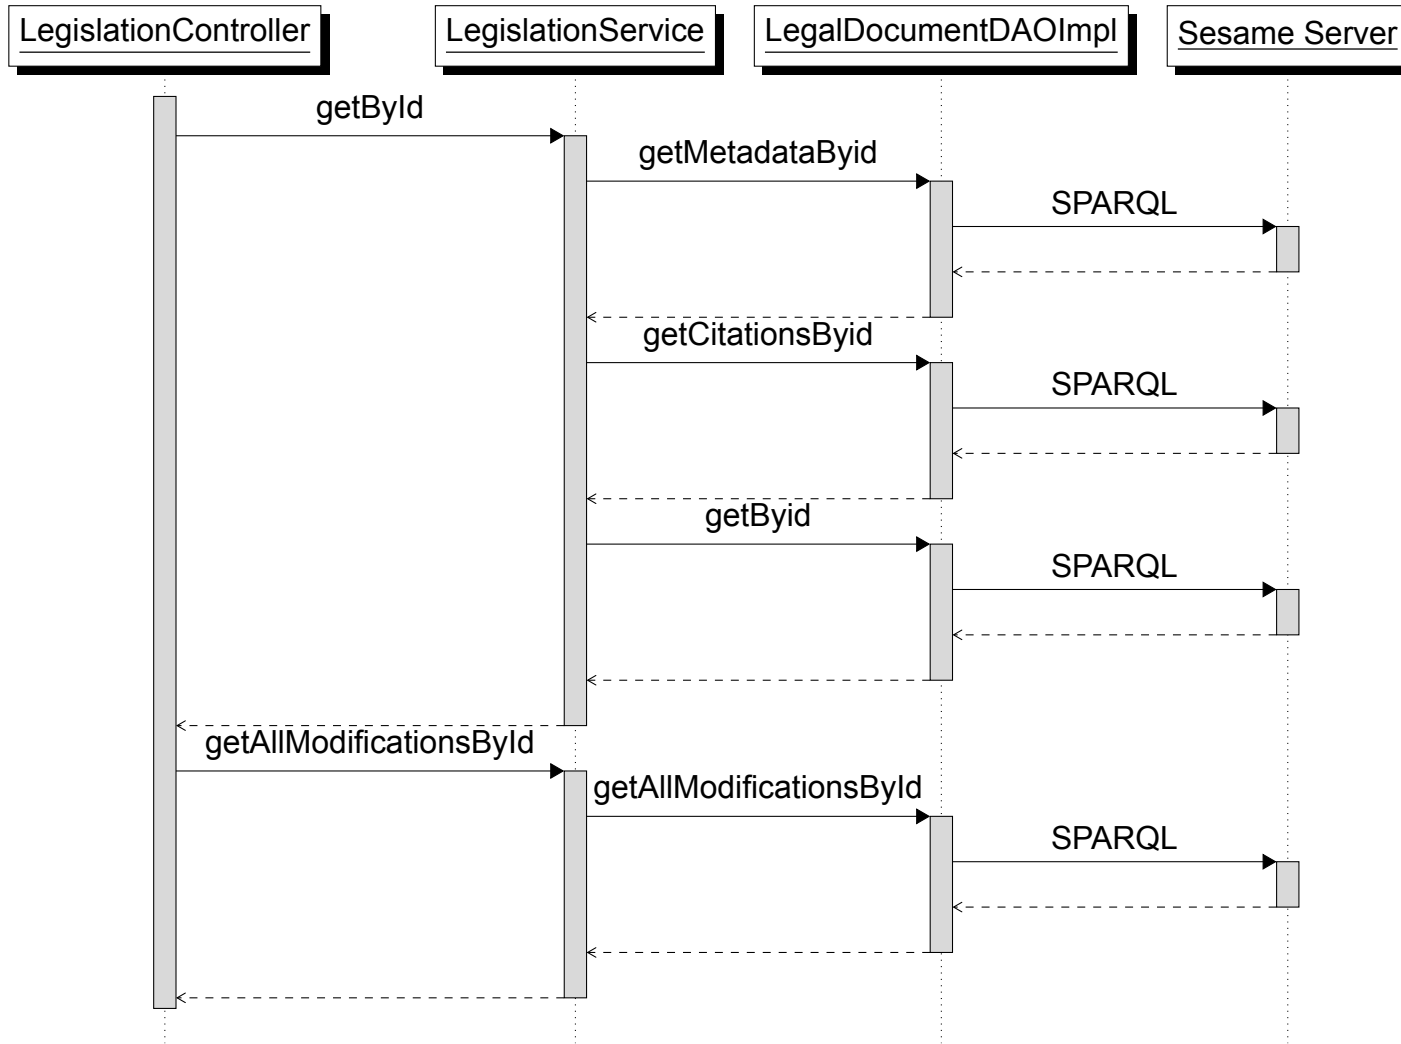 LegislationController
LegislationService
LegalDocumentDAOImpl
Sesame Server
getById
getMetadataByid
SPARQL
getCitationsByid
SPARQL
getByid
SPARQL
getAllModificationsById
getAllModificationsById
SPARQL